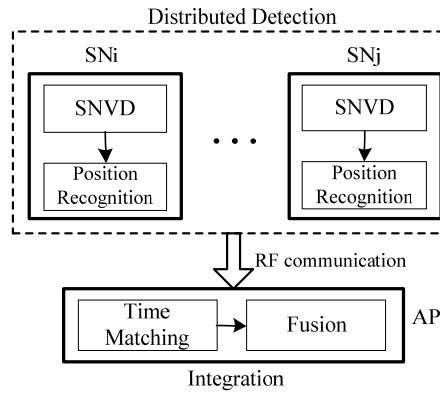 Distributed Detection
SNi
SNj
SNVD
Position
Recognition
. . .
SNVD
Position
Recognition
RF communication
Time
Matching
Fusion
AP
Integration